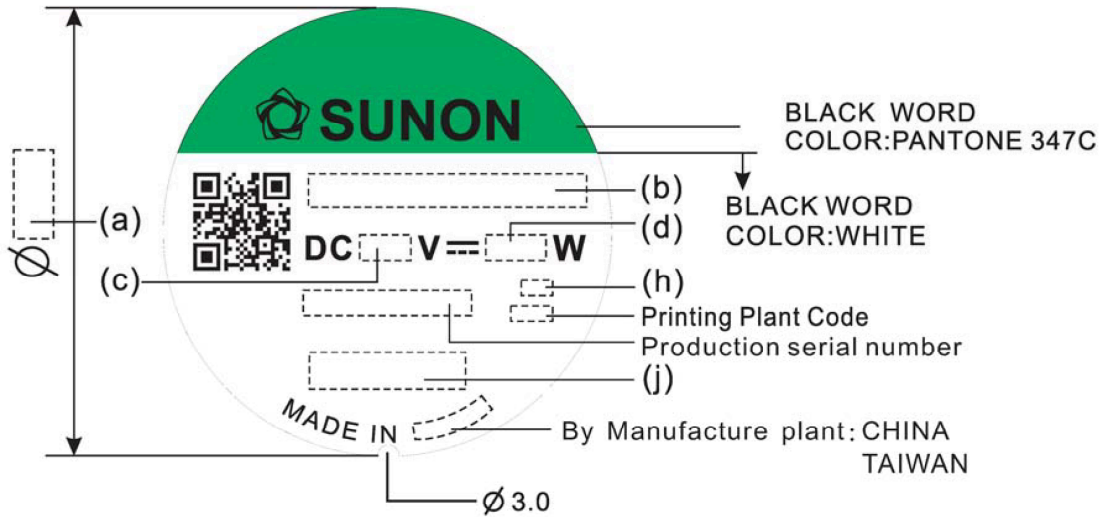 SUNON
BLACK WORD
COLOR:PANTONE 347C
(b)
BLACK WORD
COLOR:WHITE
(a)
Ø
(d)
DC V⎓ W
(c)
(h)
Printing Plant Code
Production serial number
(j)
MADE IN
By Manufacture plant: CHINA
TAIWAN
Ø 3.0